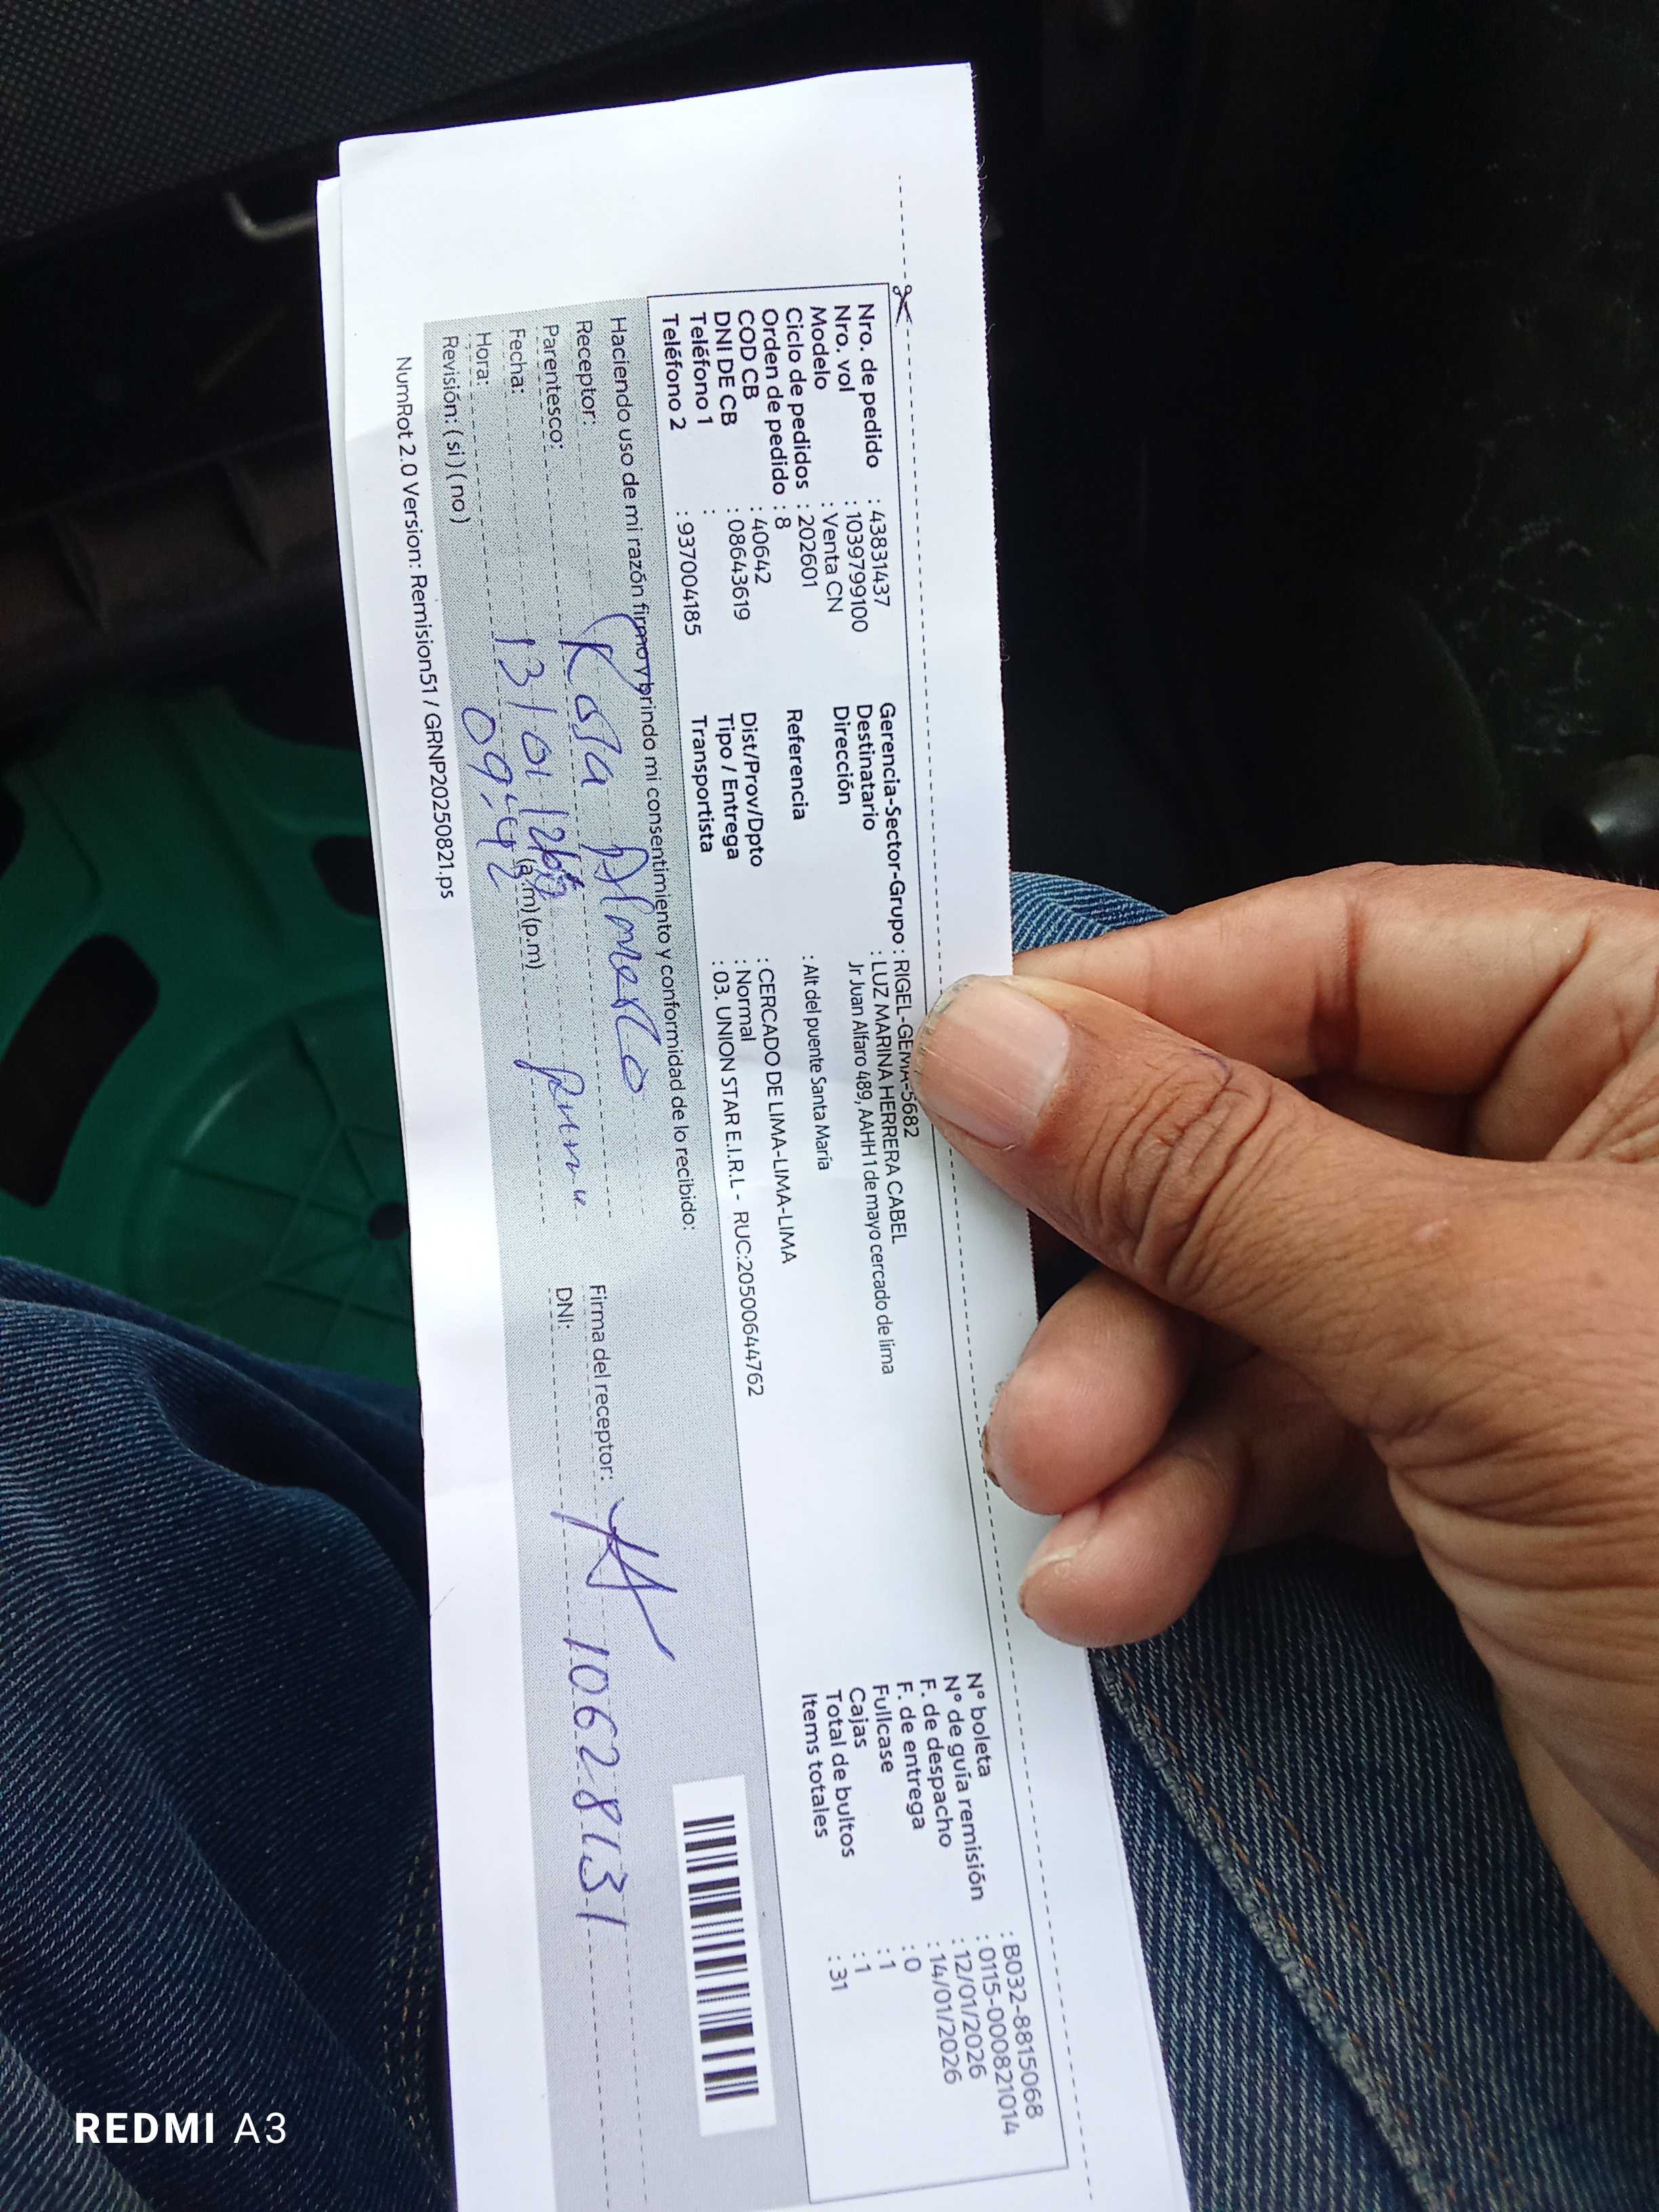 Nro. de pedido : 43831437
Nro. vol : 1039799100
Modelo : Venta CN
Ciclo de pedidos : 202601
Orden de pedido : 8
COD CB : 40642
DNI DE CB : 08643619
Teléfono 1 :
Teléfono 2 : 937004185
Gerencia-Sector-Grupo : RIGEL-GEMA-5682
Destinatario : LUZ MARINA HERRERA CABEL
Dirección Jr Juan Alfaro 489, AAHH 1 de mayo cercado de lima
Referencia : Alt del puente Santa María
Dist/Prov/Dpto : CERCADO DE LIMA-LIMA-LIMA
Tipo / Entrega : Normal
Transportista : 03. UNION STAR E.I.R.L - RUC:20500644762
N° boleta : B032-8815068
N° de guía remisión : 0115-000821014
F. de despacho : 12/01/2026
F. de entrega : 14/01/2026
Fullcase : 0
Cajas : 1
Total de bultos : 1
Items totales : 31
Haciendo uso de mi razón firmo y brindo mi consentimiento y conformidad de lo recibido:
Receptor: Rosa
Parentesco:
Fecha: 13/01/26
Hora: 09:42 (a.m) (p.m)
Revisión: ( si ) ( no )
Firma del receptor:
DNI:
NumRot 2.0 Version: Remision51 / GRNP20250821.ps
REDMI A3